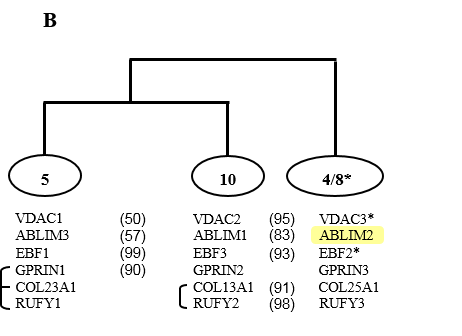 B
5 10 4/8*
VDAC1 (50) VDAC2 (95) VDAC3*
ABLIM3 (57) ABLIM1 (83) ABLIM2
EBF1 (99) EBF3 (93) EBF2*
GPRIN1 (90) GPRIN2 GPRIN3
COL23A1 COL13A1 (91) COL25A1
RUFY1 RUFY2 (98) RUFY3